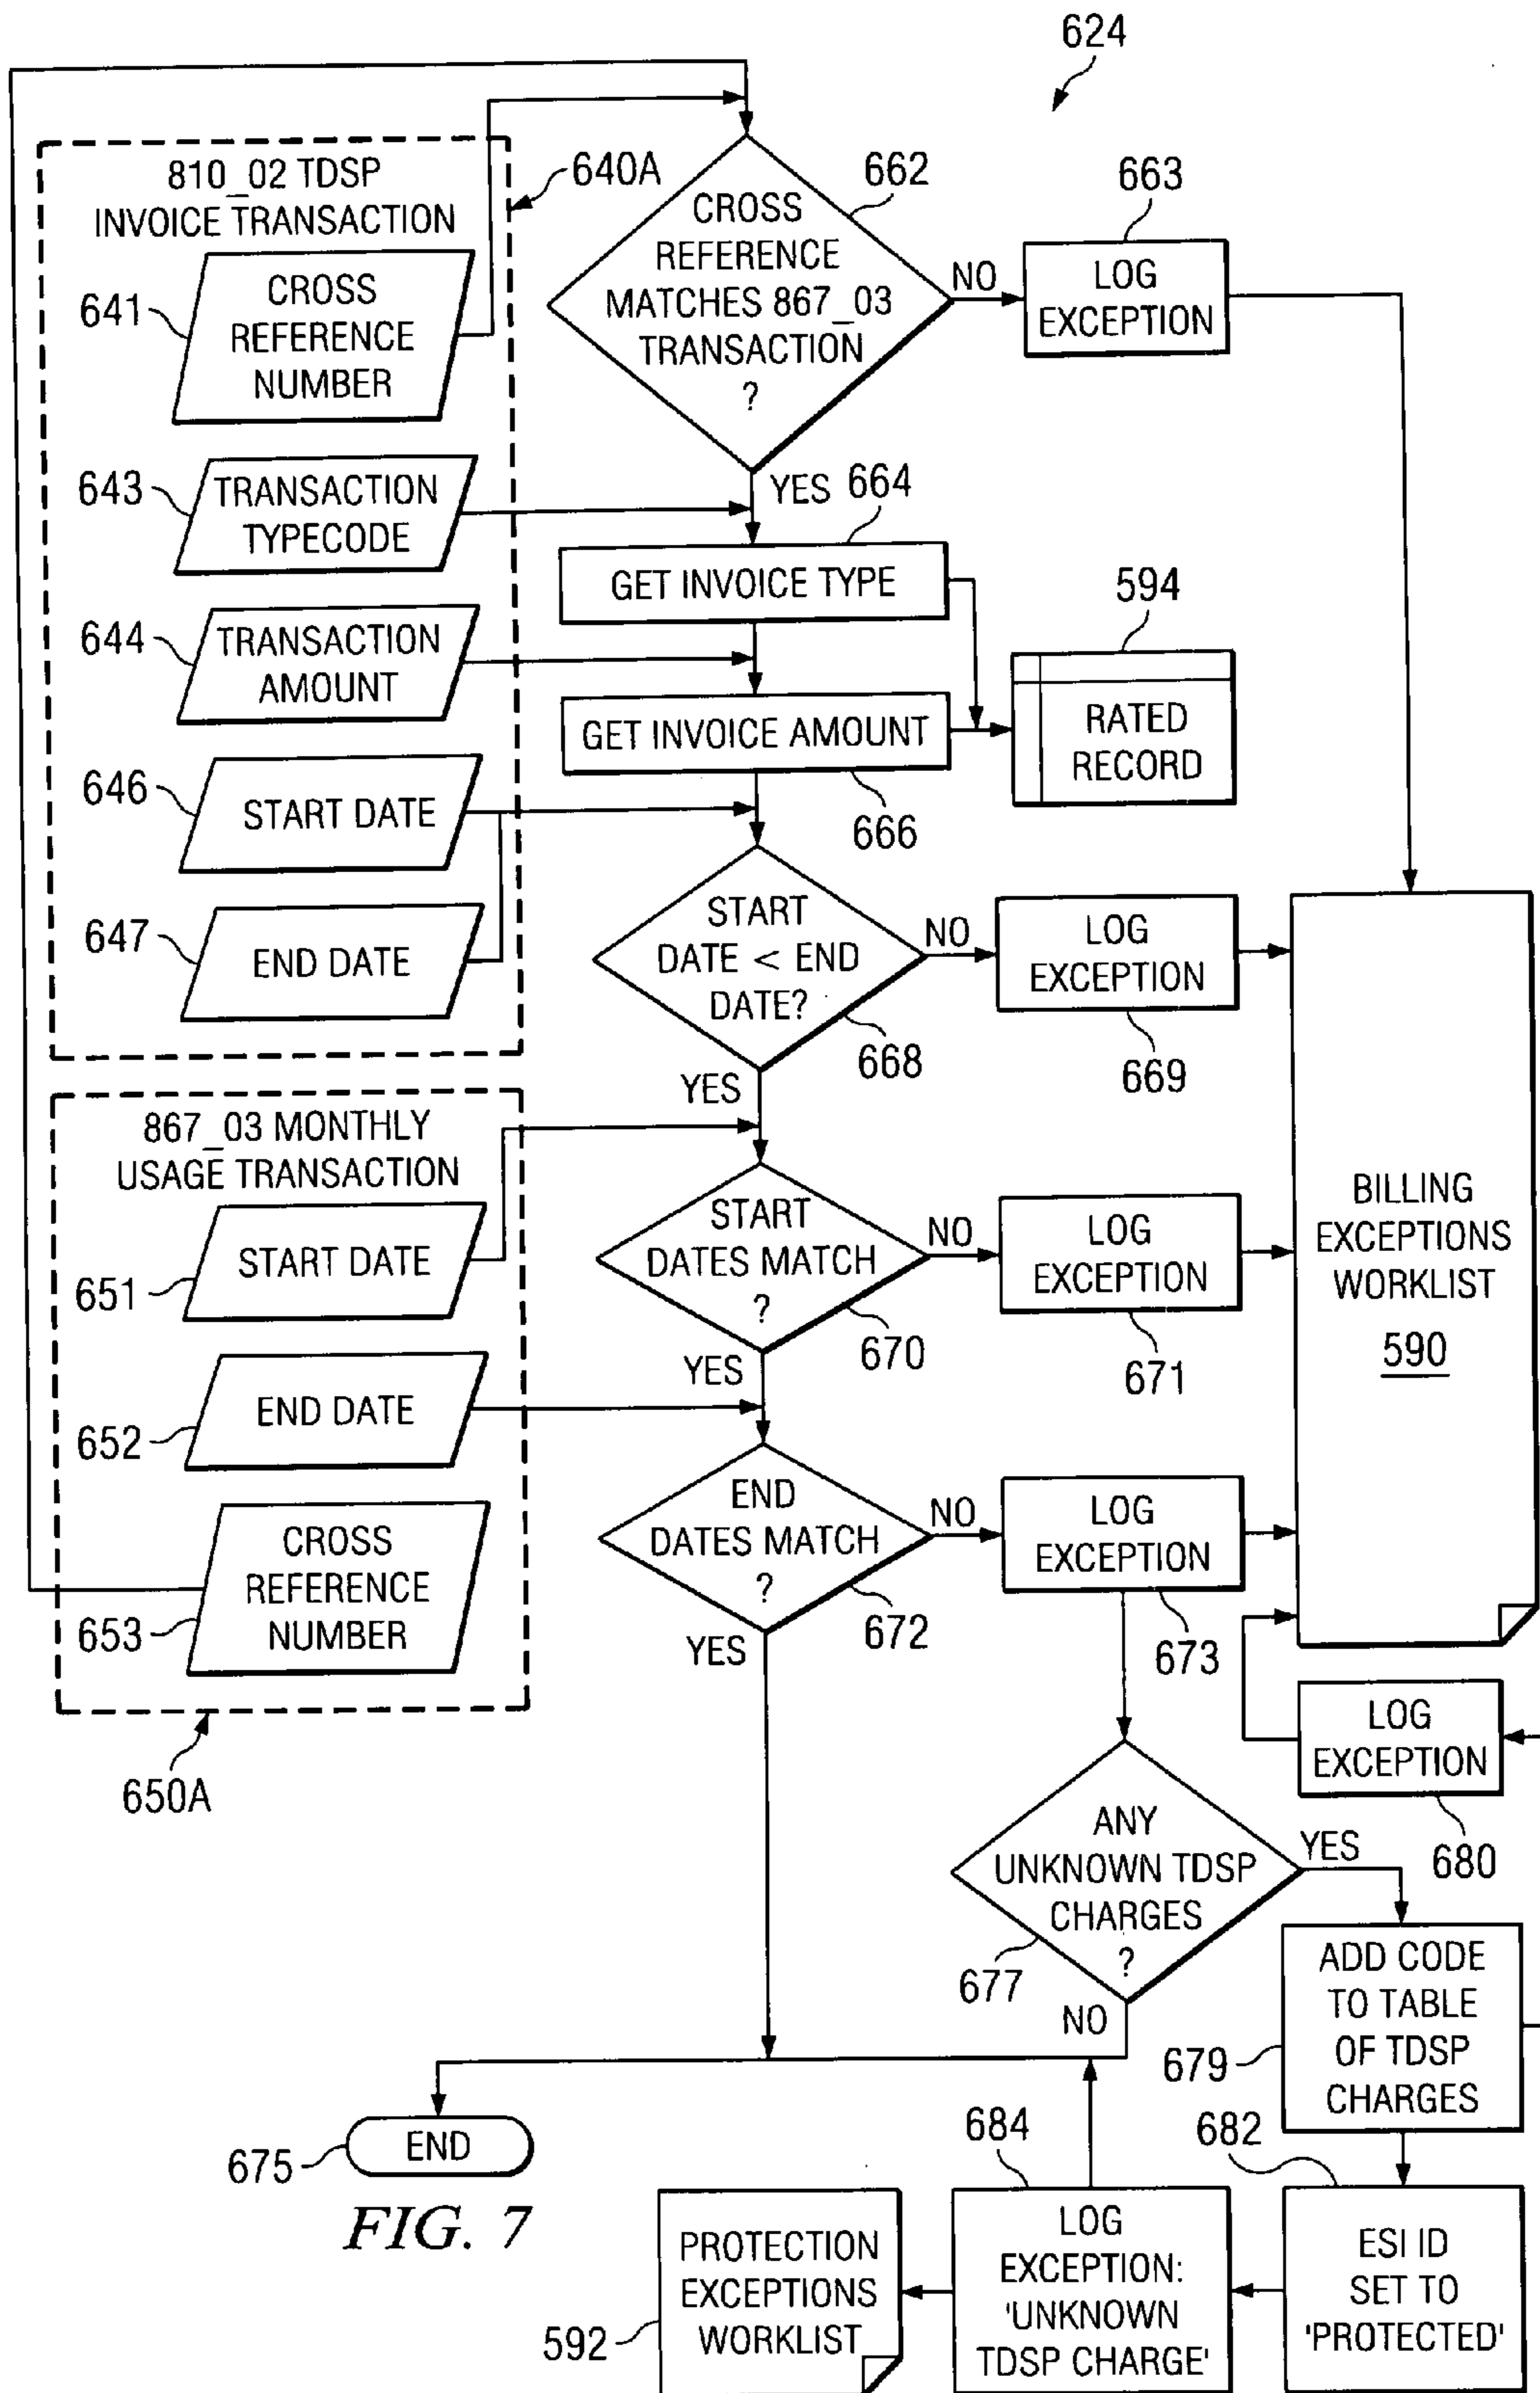 624
810_02 TDSP
INVOICE TRANSACTION
640A
641
CROSS
REFERENCE
NUMBER
643
TRANSACTION
TYPECODE
644
TRANSACTION
AMOUNT
646
START DATE
647
END DATE
867_03 MONTHLY
USAGE TRANSACTION
651
START DATE
652
END DATE
653
CROSS
REFERENCE
NUMBER
650A
662
CROSS
REFERENCE
MATCHES 867_03
TRANSACTION
?
NO
663
LOG
EXCEPTION
YES
664
GET INVOICE TYPE
594
RATED
RECORD
GET INVOICE AMOUNT
666
START
DATE < END
DATE?
668
NO
LOG
EXCEPTION
669
YES
START
DATES MATCH
?
670
NO
LOG
EXCEPTION
671
YES
END
DATES MATCH
?
672
NO
LOG
EXCEPTION
673
YES
BILLING
EXCEPTIONS
WORKLIST
590
LOG
EXCEPTION
680
ANY
UNKNOWN TDSP
CHARGES
?
677
YES
NO
ADD CODE
TO TABLE
OF TDSP
CHARGES
679
682
ESI ID
SET TO
'PROTECTED'
684
LOG
EXCEPTION:
'UNKNOWN
TDSP CHARGE'
PROTECTION
EXCEPTIONS
WORKLIST
592
END
675
FIG. 7